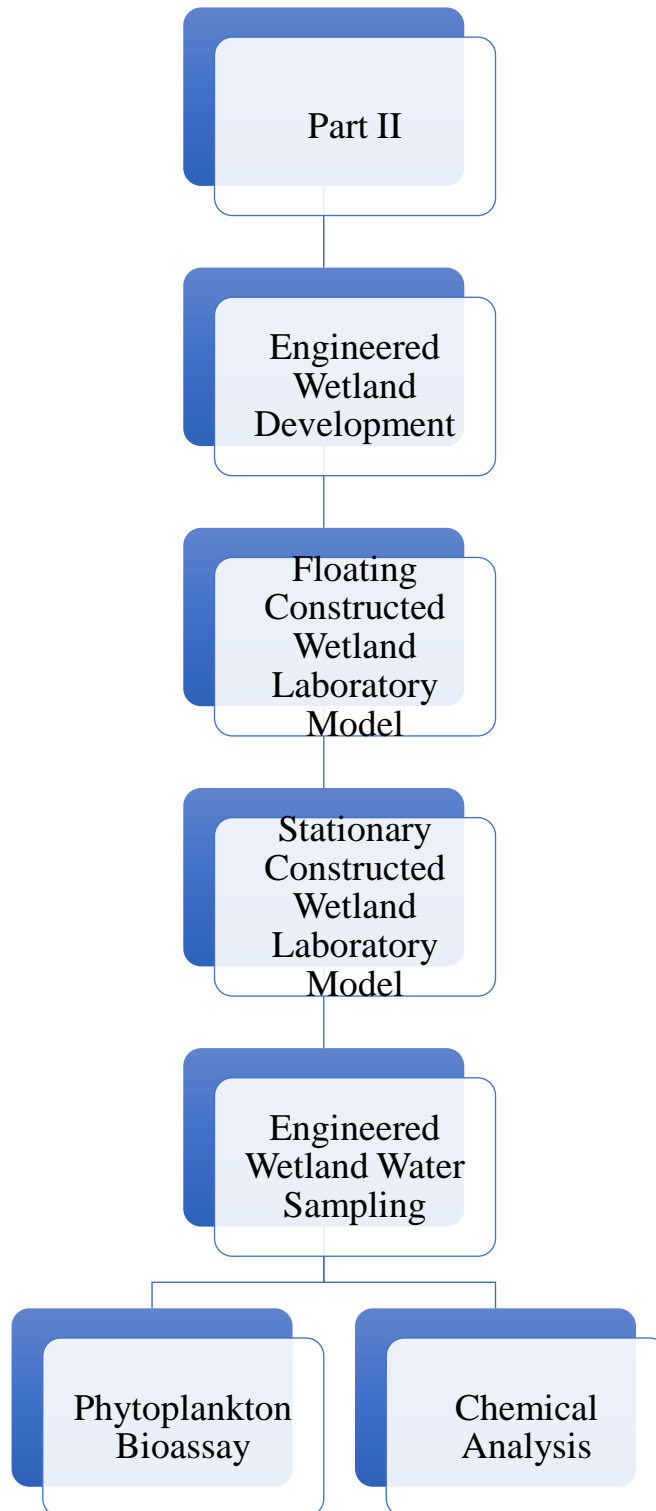 Part II
Engineered
Wetland
Development
Floating
Constructed
Wetland
Laboratory
Model
Stationary
Constructed
Wetland
Laboratory
Model
Engineered
Wetland Water
Sampling
Phytoplankton
Bioassay
Chemical
Analysis